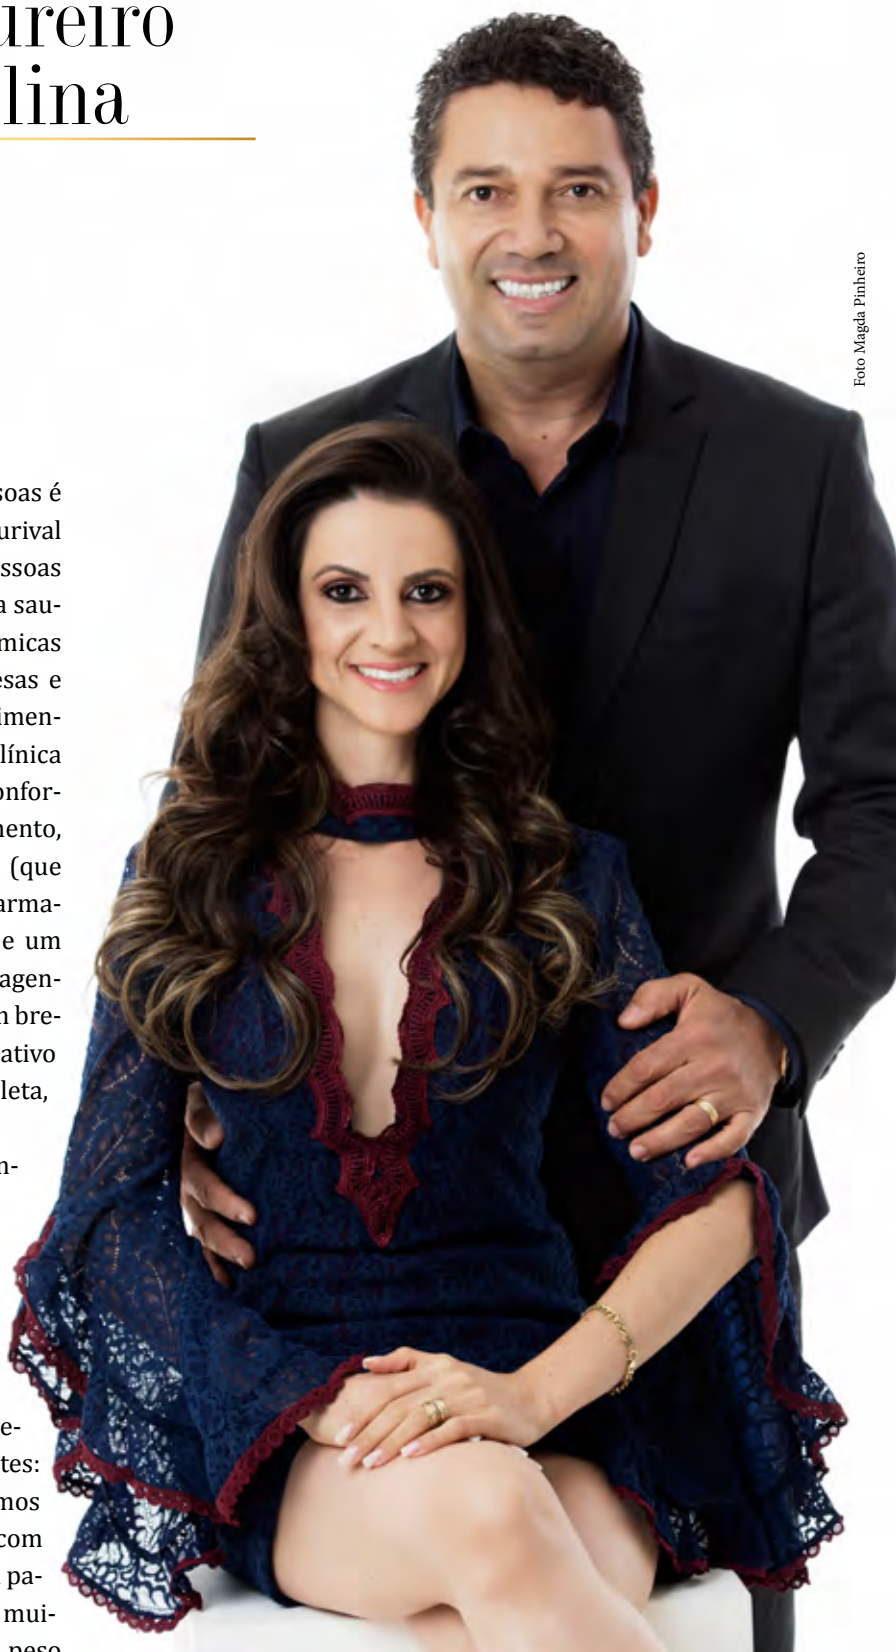 ureiro
lina
Foto Magda Pinheiro
soas é
urival
ssoas
a sau-
micas
esas e
imen-
línica
onfor-
mento,
(que
arma-
e um
agen-
n bre-
ativo
leta,
n-
e-
tes:
mos
com
pa-
mui-
peso